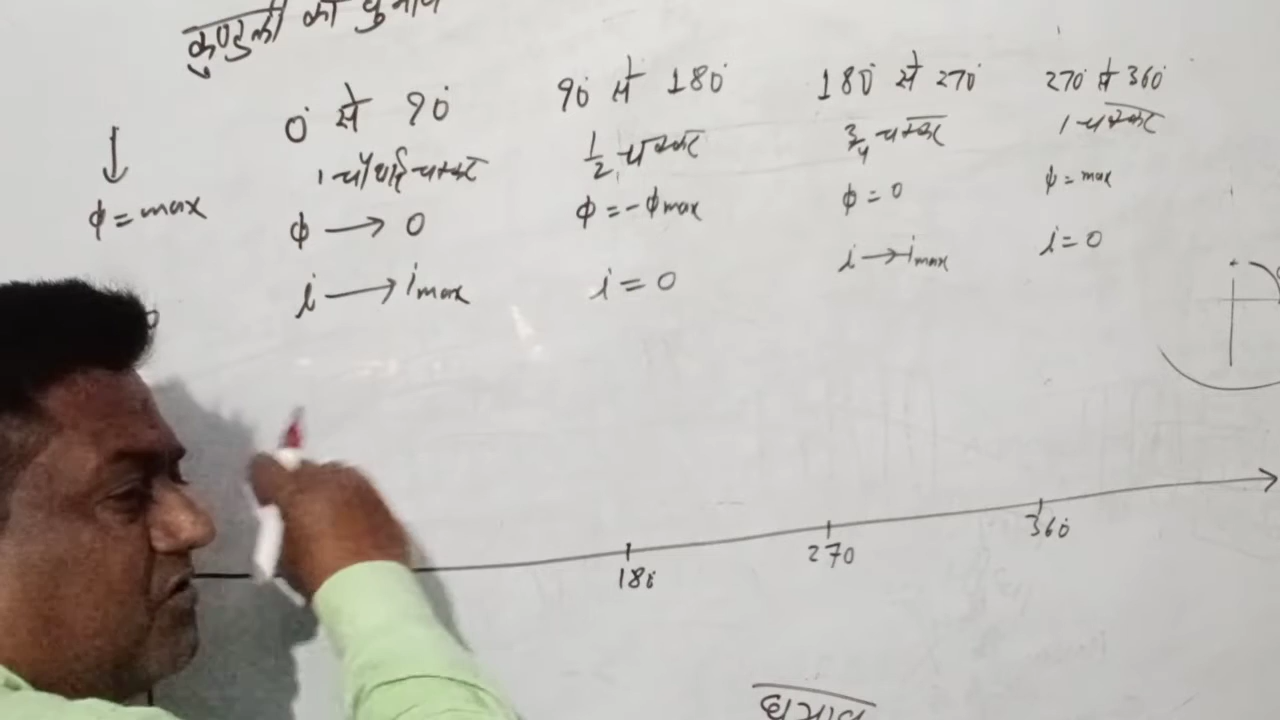 कुण्डली का घुमाव
0° से 90° 90° से 180° 180° से 270° 270° से 360°
1 चौथाई चक्कर 1/2 चक्कर 3/4 चक्कर 1 चक्कर
↓
ϕ = max ϕ → 0 ϕ = -ϕmax ϕ = 0 ϕ = max
i → imax i = 0 i → imax i = 0
180° 270 360°